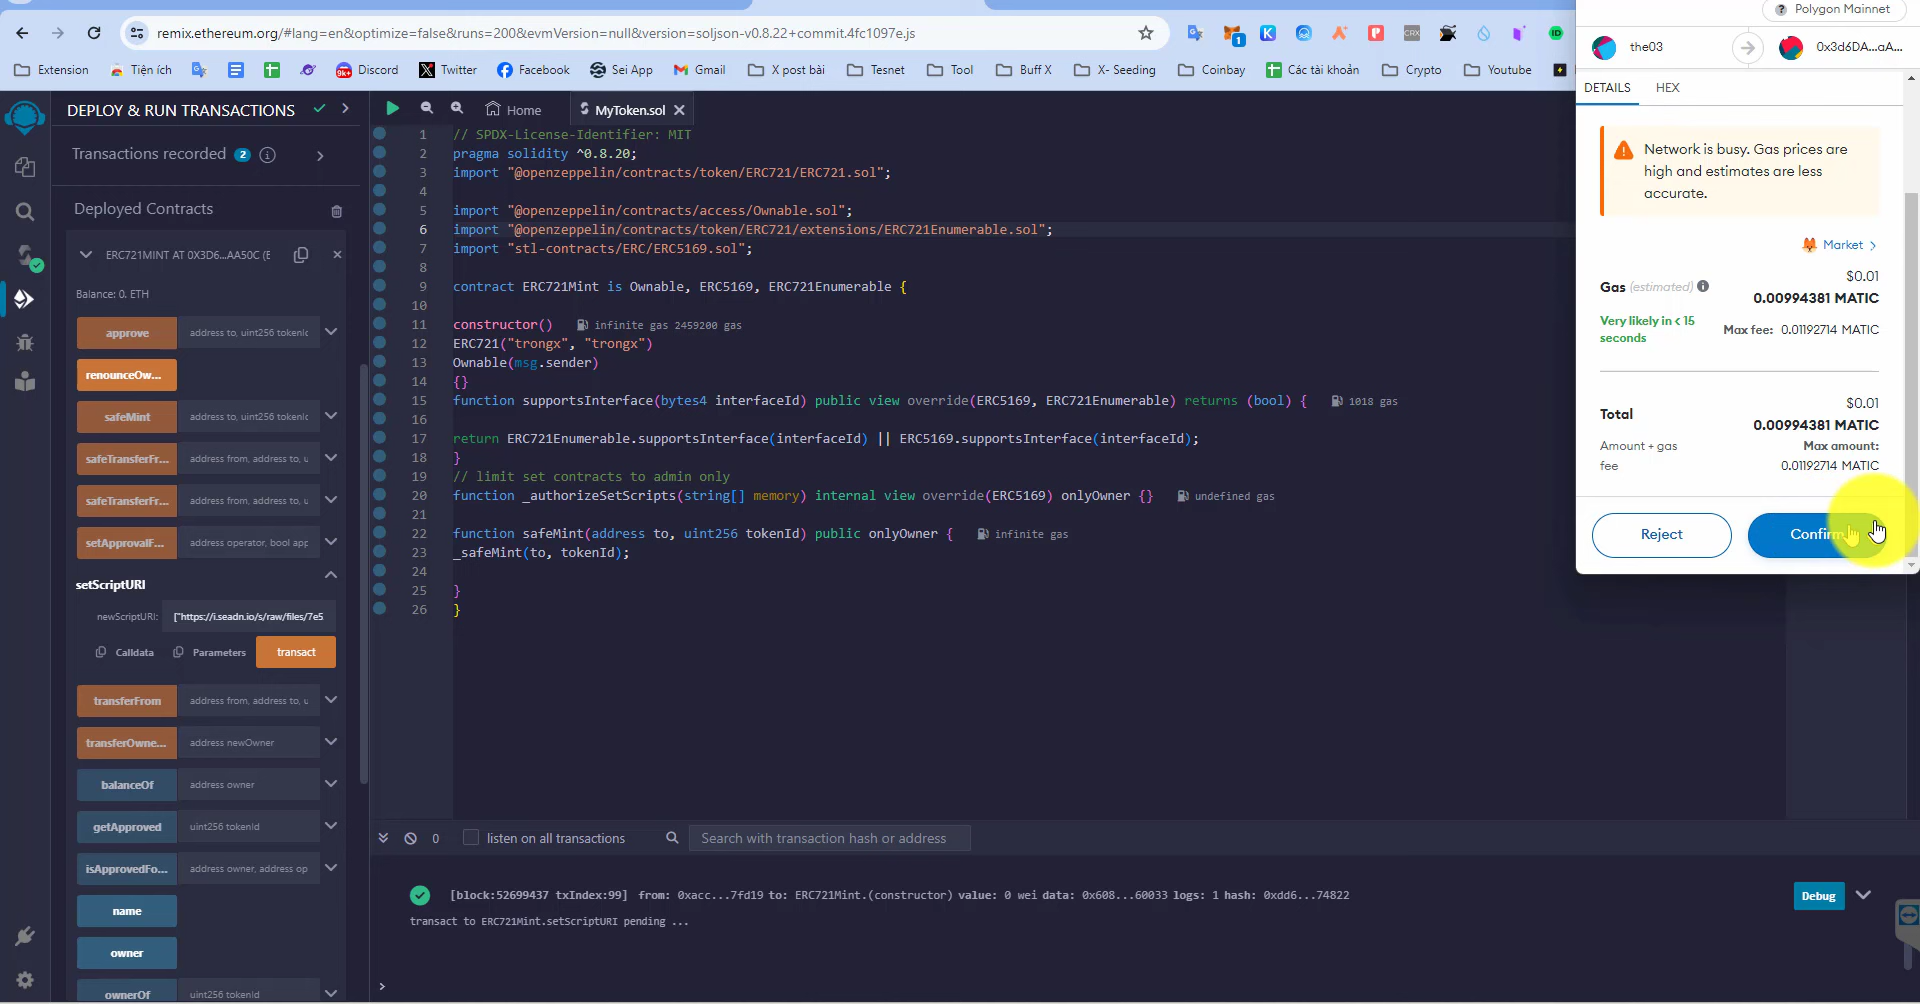 remix.ethereum.org/#lang=en&optimize=false&runs=200&evmVersion=null&version=soljson-v0.8.22+commit.4fc1097e.js
Extension
Tiện ích
9k+
Discord
Twitter
Facebook
Sei App
Gmail
X post bài
Tesnet
Tool
Buff X
X- Seeding
Coinbay
Các tài khoản
Crypto
Youtube
1
CRX
ID
DEPLOY & RUN TRANSACTIONS
Transactions recorded 2 i
Deployed Contracts
ERC721MINT AT 0X3D6...AA50C (E
Balance: 0. ETH
approve address to, uint256 tokenId
renounceOw...
safeMint address to, uint256 tokenId
safeTransferFr... address from, address to, u
safeTransferFr... address from, address to, u
setApprovalF... address operator, bool app
setScriptURI
newScriptURI: ["https://i.seadn.io/s/raw/files/7e5
Calldata Parameters transact
transferFrom address from, address to, u
transferOwne... address newOwner
balanceOf address owner
getApproved uint256 tokenId
isApprovedFo... address owner, address op
name
owner
ownerOf uint256 tokenId
Home
MyToken.sol
1 // SPDX-License-Identifier: MIT
2 pragma solidity ^0.8.20;
3 import "@openzeppelin/contracts/token/ERC721/ERC721.sol";
4
5 import "@openzeppelin/contracts/access/Ownable.sol";
6 import "@openzeppelin/contracts/token/ERC721/extensions/ERC721Enumerable.sol";
7 import "stl-contracts/ERC/ERC5169.sol";
8
9 contract ERC721Mint is Ownable, ERC5169, ERC721Enumerable {
10
11 constructor() infinite gas 2459200 gas
12 ERC721("trongx", "trongx")
13 Ownable(msg.sender)
14 {}
15 function supportsInterface(bytes4 interfaceId) public view override(ERC5169, ERC721Enumerable) returns (bool) { 1018 gas
16
17 return ERC721Enumerable.supportsInterface(interfaceId) || ERC5169.supportsInterface(interfaceId);
18 }
19 // limit set contracts to admin only
20 function _authorizeSetScripts(string[] memory) internal view override(ERC5169) onlyOwner {} undefined gas
21
22 function safeMint(address to, uint256 tokenId) public onlyOwner { infinite gas
23 _safeMint(to, tokenId);
24
25 }
26 }
0 listen on all transactions
Search with transaction hash or address
[block:52699437 txIndex:99] from: 0xacc...7fd19 to: ERC721Mint.(constructor) value: 0 wei data: 0x608...60033 logs: 1 hash: 0xdd6...74822
Debug
transact to ERC721Mint.setScriptURI pending ...
>
? Polygon Mainnet
the03
0x3d6DA...aA...
DETAILS HEX
Network is busy. Gas prices are
high and estimates are less
accurate.
Market >
$0.01
Gas (estimated) i 0.00994381 MATIC
Very likely in < 15
seconds
Max fee: 0.01192714 MATIC
$0.01
Total 0.00994381 MATIC
Amount + gas
fee
Max amount:
0.01192714 MATIC
Reject
Confirm